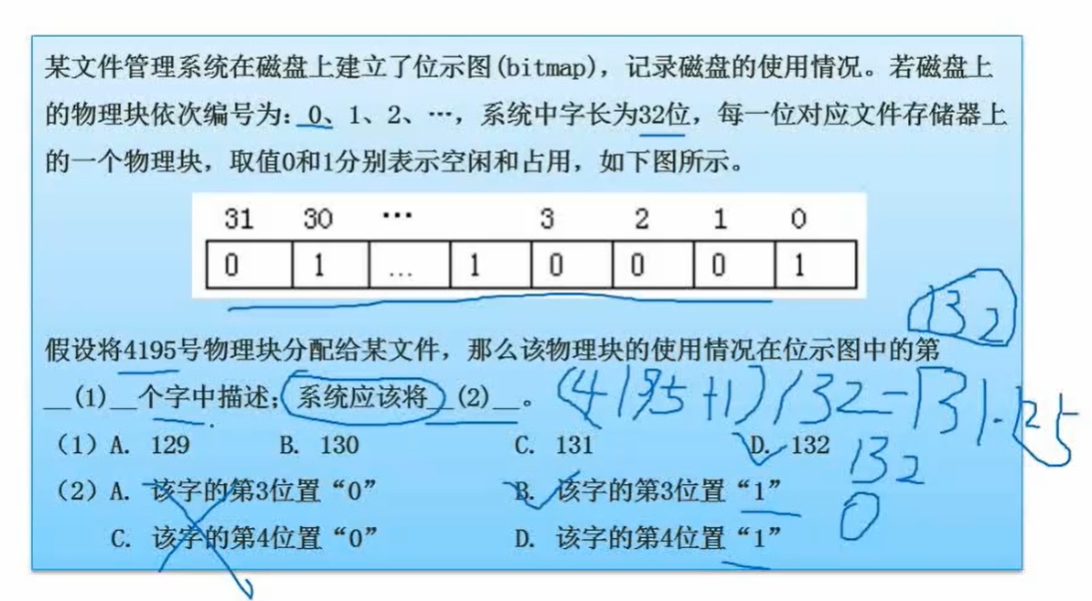 某文件管理系统在磁盘上建立了位示图(bitmap)，记录磁盘的使用情况。若磁盘上
的物理块依次编号为：0、1、2、…，系统中字长为32位，每一位对应文件存储器上
的一个物理块，取值0和1分别表示空闲和占用，如下图所示。
31 30 … 3 2 1 0
0 1 … 1 0 0 0 1
132
假设将4195号物理块分配给某文件，那么该物理块的使用情况在位示图中的第
__(1)__个字中描述；系统应该将__(2)__。
(4195+1)/32=131.125
（1）A. 129 B. 130 C. 131 D. 132
132
（2）A. 该字的第3位置“0” B. 该字的第3位置“1”
0
C. 该字的第4位置“0” D. 该字的第4位置“1”